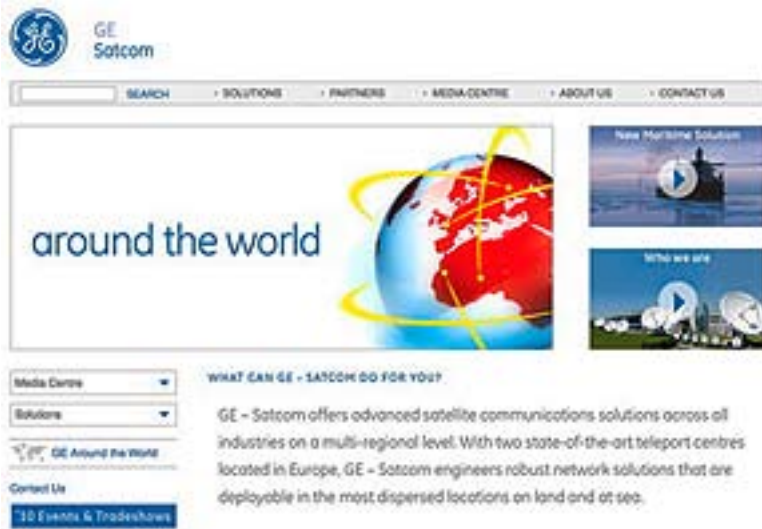 GE
Satcom
SEARCH
SOLUTIONS
PARTNERS
MEDIA CENTRE
ABOUT US
CONTACT US
New Maritime Solution
around the world
Who we are
Media Centre
Solutions
GE Around the World
Contact Us
'10 Events & Tradeshows
WHAT CAN GE – SATCOM DO FOR YOU?
GE – Satcom offers advanced satellite communications solutions across all
industries on a multi-regional level. With two state-of-the-art teleport centres
located in Europe, GE – Satcom engineers robust network solutions that are
deployable in the most dispersed locations on land and at sea.